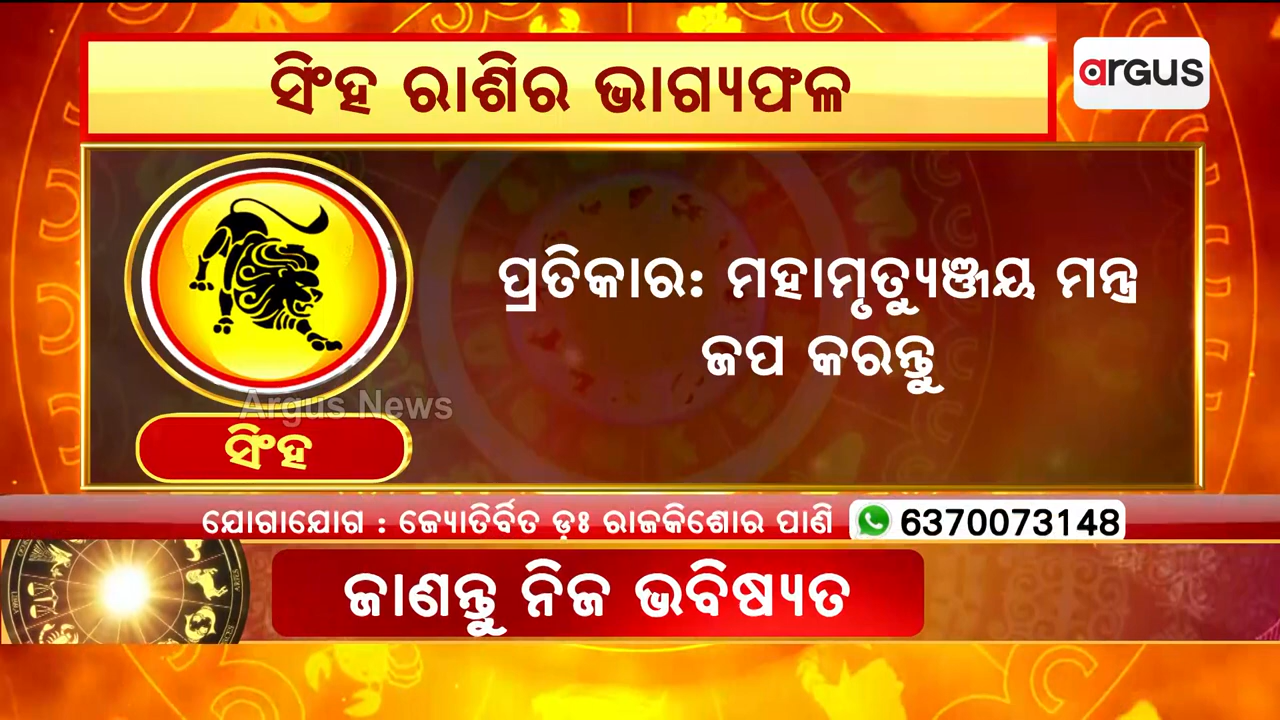 ସିଂହ ରାଶିର ଭାଗ୍ୟଫଳ
argus
ପ୍ରତିକାର: ମହାମୃତ୍ୟୁଞ୍ଜୟ ମନ୍ତ୍ର
ଜପ କରନ୍ତୁ
Argus News
ସିଂହ
ଯୋଗାଯୋଗ : ଜ୍ୟୋତିର୍ବିତ ଡ଼ଃ ରାଜକିଶୋର ପାଣି 6370073148
ଜାଣନ୍ତୁ ନିଜ ଭବିଷ୍ୟତ